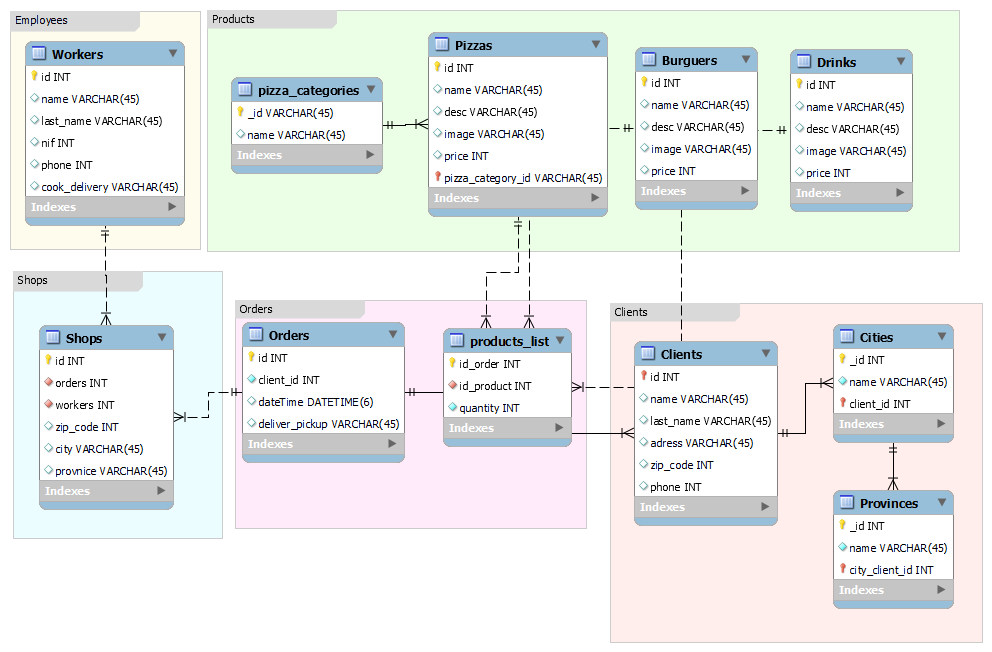 Employees
Workers
id INT
name VARCHAR(45)
last_name VARCHAR(45)
nif INT
phone INT
cook_delivery VARCHAR(45)
Indexes
Products
pizza_categories
_id VARCHAR(45)
name VARCHAR(45)
Indexes
Pizzas
id INT
name VARCHAR(45)
desc VARCHAR(45)
image VARCHAR(45)
price INT
pizza_category_id VARCHAR(45)
Indexes
Burguers
id INT
name VARCHAR(45)
desc VARCHAR(45)
image VARCHAR(45)
price INT
Indexes
Drinks
id INT
name VARCHAR(45)
desc VARCHAR(45)
image VARCHAR(45)
price INT
Indexes
Shops
Shops
id INT
orders INT
workers INT
zip_code INT
city VARCHAR(45)
provnice VARCHAR(45)
Indexes
Orders
Orders
id INT
client_id INT
dateTime DATETIME(6)
deliver_pickup VARCHAR(45)
Indexes
products_list
id_order INT
id_product INT
quantity INT
Indexes
Clients
Clients
id INT
name VARCHAR(45)
last_name VARCHAR(45)
adress VARCHAR(45)
zip_code INT
phone INT
Indexes
Cities
_id INT
name VARCHAR(45)
client_id INT
Indexes
Provinces
_id INT
name VARCHAR(45)
city_client_id INT
Indexes